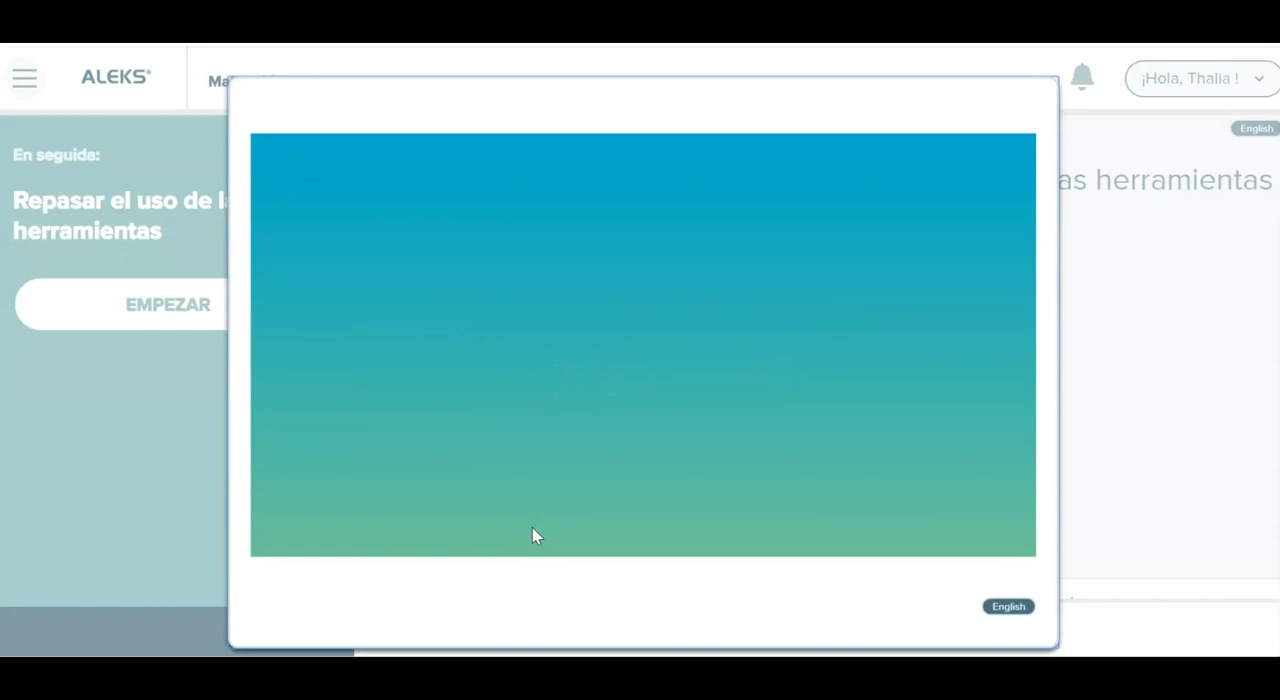 ALEKS®
¡Hola, Thalia !
English
En seguida:
as herramientas
Repasar el uso de l
herramientas
EMPEZAR
English